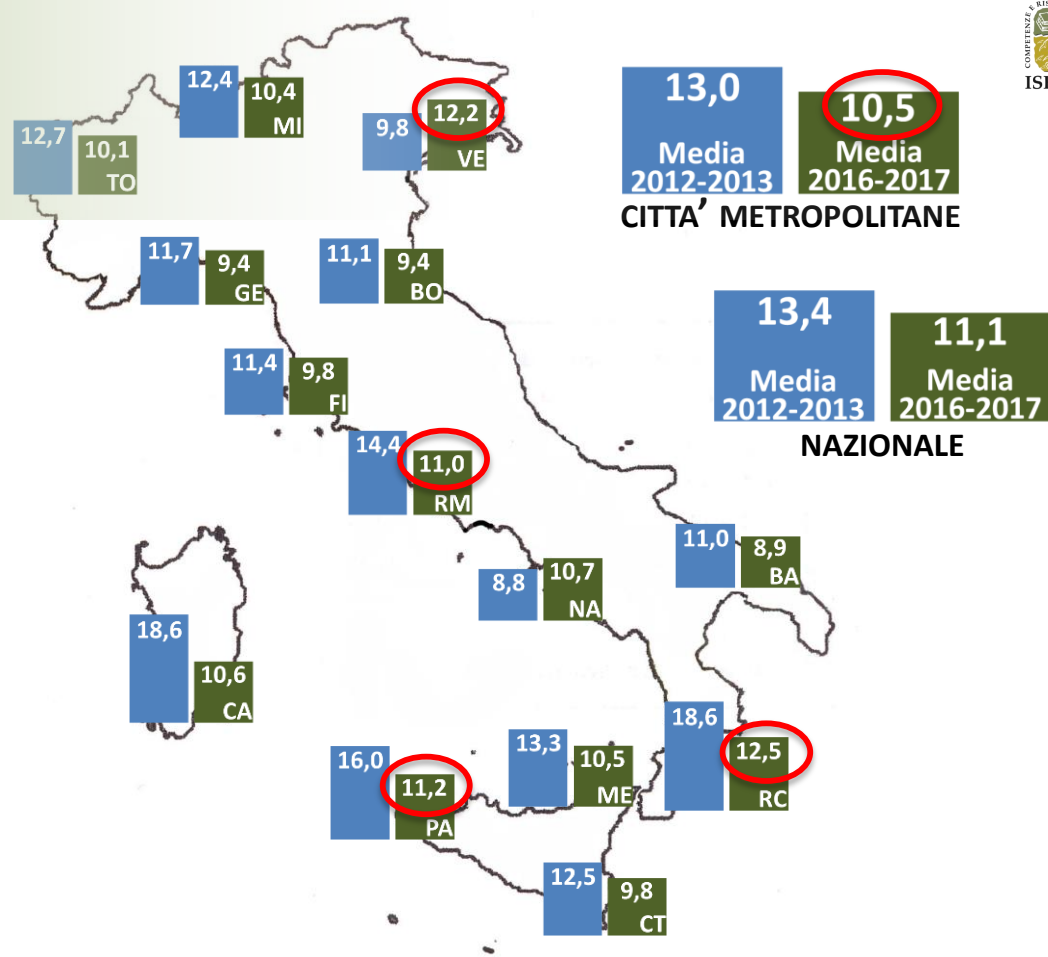 COMPETENZE E
12,4
10,4
MI
9,8
12,2
VE
12,7
10,1
TO
13,0
Media
2012-2013
10,5
Media
2016-2017
CITTA' METROPOLITANE
11,7
9,4
GE
11,1
9,4
BO
13,4
Media
2012-2013
11,1
Media
2016-2017
NAZIONALE
11,4
9,8
FI
14,4
11,0
RM
8,8
10,7
NA
11,0
8,9
BA
18,6
10,6
CA
18,6
12,5
RC
16,0
11,2
PA
13,3
10,5
ME
12,5
9,8
CT